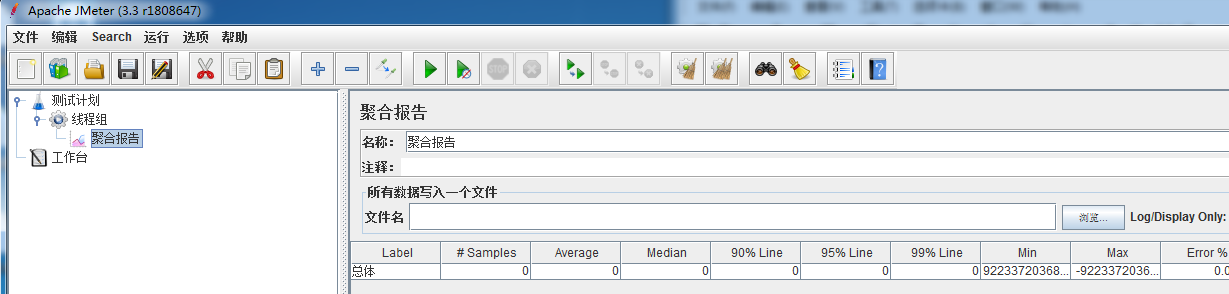 Apache JMeter (3.3 r1808647)
文件 编辑 Search 运行 选项 帮助
STOP
测试计划
线程组
聚合报告
工作台
聚合报告
名称： 聚合报告
注释：
所有数据写入一个文件
文件名 浏览... Log/Display Only:
Label # Samples Average Median 90% Line 95% Line 99% Line Min Max Error %
总体 0 0 0 0 0 0 92233720368... -9223372036... 0.0